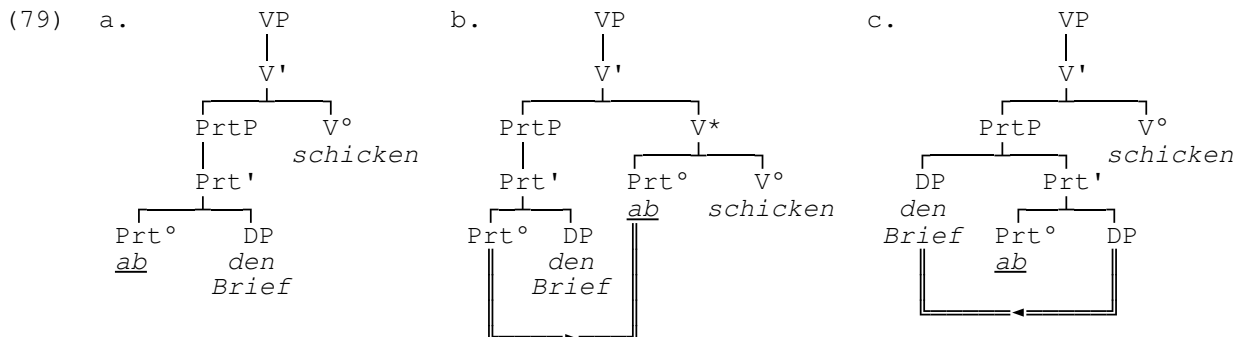 (79) a. VP b. VP c. VP
V' V' V'
PrtP V° PrtP V* PrtP V°
schicken schicken
Prt' Prt' Prt° V° DP Prt'
ab schicken den
Prt° DP Prt° DP Brief Prt° DP
ab den den ab
Brief Brief